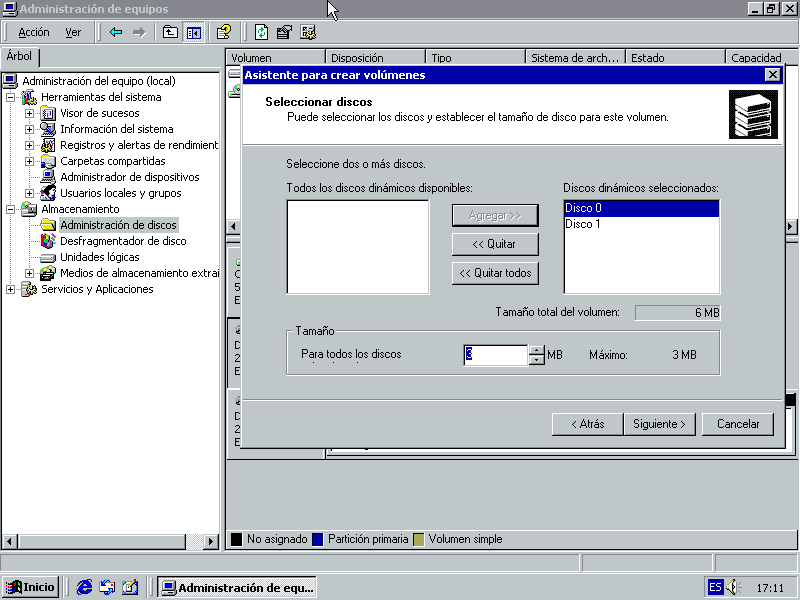 Administración de equipos
Acción Ver
Árbol
Administración del equipo (local)
Herramientas del sistema
Visor de sucesos
Información del sistema
Registros y alertas de rendimient
Carpetas compartidas
Administrador de dispositivos
Usuarios locales y grupos
Almacenamiento
Administración de discos
Desfragmentador de disco
Unidades lógicas
Medios de almacenamiento extrai
Servicios y Aplicaciones
Volumen Disposición Tipo Sistema de arch... Estado Capacidad
Asistente para crear volúmenes
Seleccionar discos
Puede seleccionar los discos y establecer el tamaño de disco para este volumen.
Seleccione dos o más discos.
Todos los discos dinámicos disponibles:
Agregar >>
<< Quitar
<< Quitar todos
Discos dinámicos seleccionados:
Disco 0
Disco 1
Tamaño total del volumen: 6 MB
Tamaño
Para todos los discos 3 MB Máximo: 3 MB
< Atrás Siguiente > Cancelar
No asignado Partición primaria Volumen simple
Inicio Administración de equ... ES 17:11